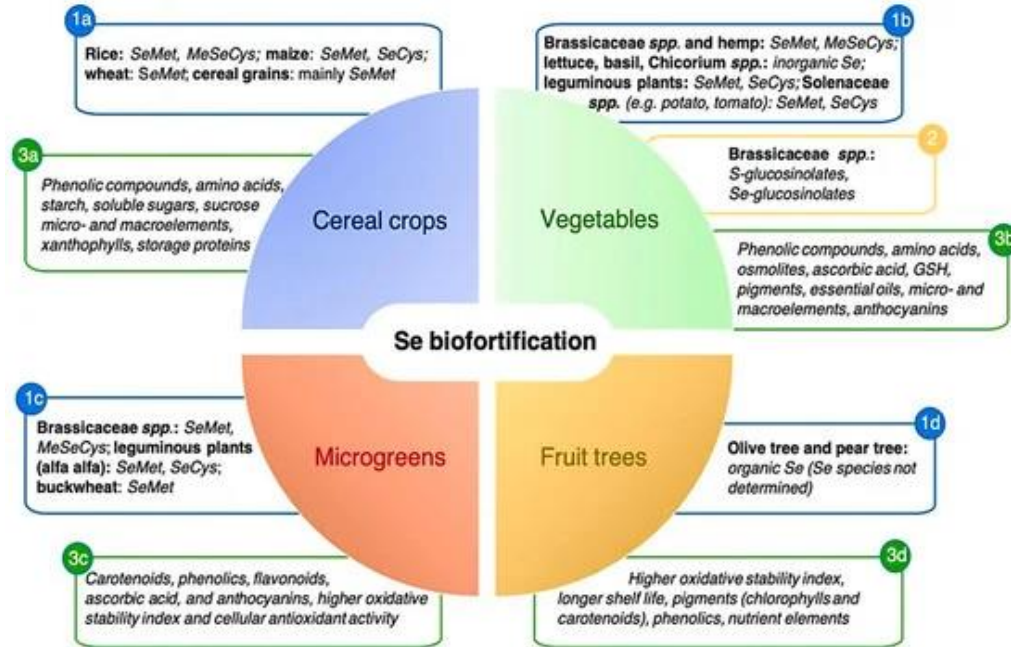 1a
Rice: SeMet, MeSeCys; maize: SeMet, SeCys;
wheat: SeMet; cereal grains: mainly SeMet
1b
Brassicaceae spp. and hemp: SeMet, MeSeCys;
lettuce, basil, Chicorium spp.: inorganic Se;
leguminous plants: SeMet, SeCys; Solenaceae
spp. (e.g. potato, tomato): SeMet, SeCys
2
Brassicaceae spp.:
S-glucosinolates,
Se-glucosinolates
3a
Phenolic compounds, amino acids,
starch, soluble sugars, sucrose
micro- and macroelements,
xanthophylls, storage proteins
Cereal crops
Vegetables
3b
Phenolic compounds, amino acids,
osmolites, ascorbic acid, GSH,
pigments, essential oils, micro- and
macroelements, anthocyanins
Se biofortification
1c
Brassicaceae spp.: SeMet,
MeSeCys; leguminous plants
(alfa alfa): SeMet, SeCys;
buckwheat: SeMet
Microgreens
Fruit trees
1d
Olive tree and pear tree:
organic Se (Se species not
determined)
3c
Carotenoids, phenolics, flavonoids,
ascorbic acid, and anthocyanins, higher oxidative
stability index and cellular antioxidant activity
3d
Higher oxidative stability index,
longer shelf life, pigments (chlorophylls and
carotenoids), phenolics, nutrient elements